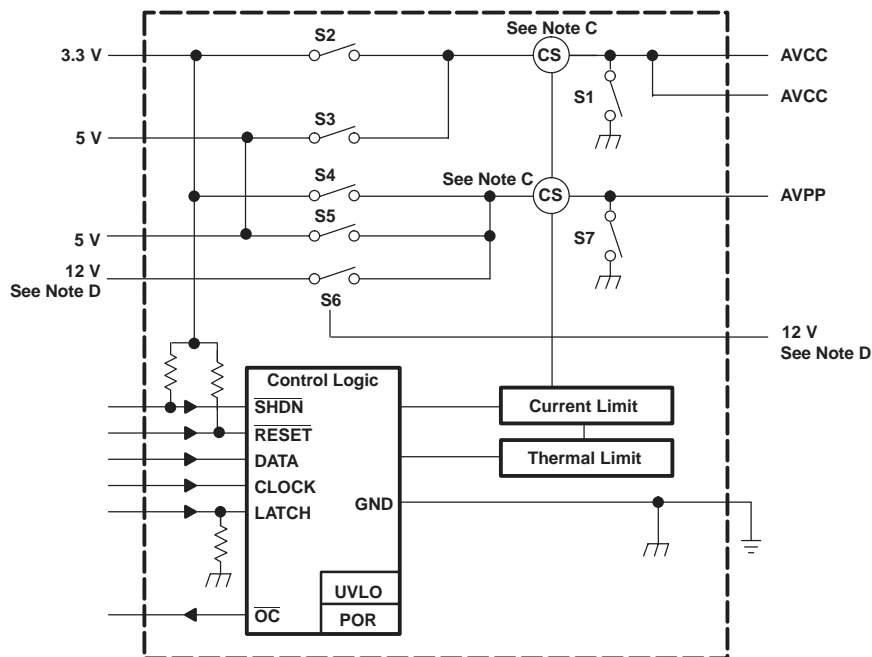 See Note C
S2
3.3 V
CS
AVCC
S1
AVCC
S3
5 V
S4
See Note C
CS
AVPP
S5
5 V
S7
12 V
See Note D
S6
12 V
See Note D
Control Logic
SHDN
Current Limit
RESET
DATA
Thermal Limit
CLOCK
GND
LATCH
UVLO
OC
POR